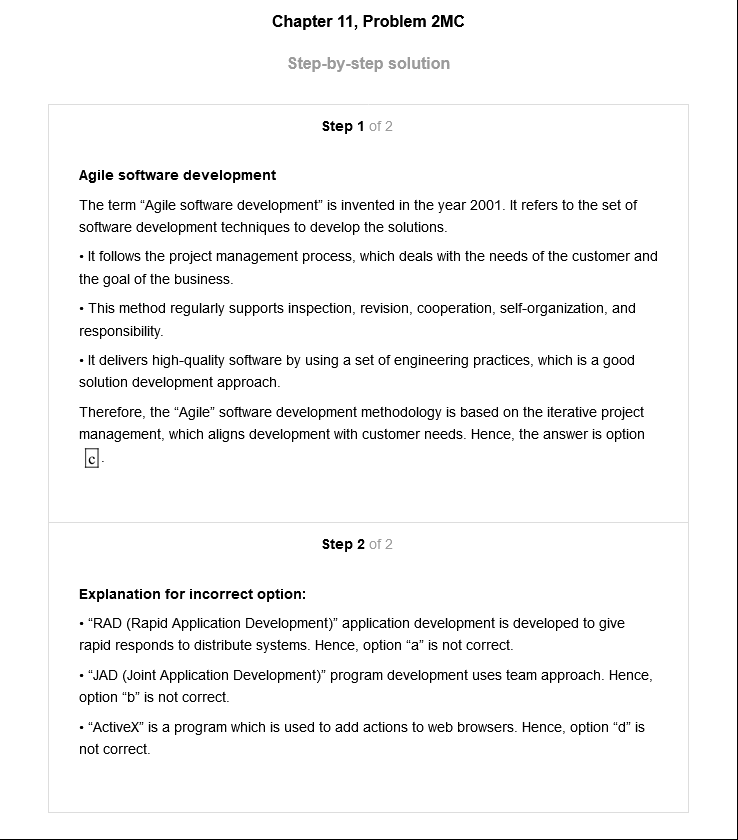 Chapter 11, Problem 2MC
Step-by-step solution
Step 1 of 2
Agile software development
The term “Agile software development” is invented in the year 2001. It refers to the set of
software development techniques to develop the solutions.
• It follows the project management process, which deals with the needs of the customer and
the goal of the business.
• This method regularly supports inspection, revision, cooperation, self-organization, and
responsibility.
• It delivers high-quality software by using a set of engineering practices, which is a good
solution development approach.
Therefore, the “Agile” software development methodology is based on the iterative project
management, which aligns development with customer needs. Hence, the answer is option
c.
Step 2 of 2
Explanation for incorrect option:
• “RAD (Rapid Application Development)” application development is developed to give
rapid responds to distribute systems. Hence, option “a” is not correct.
• “JAD (Joint Application Development)” program development uses team approach. Hence,
option “b” is not correct.
• “ActiveX” is a program which is used to add actions to web browsers. Hence, option “d” is
not correct.